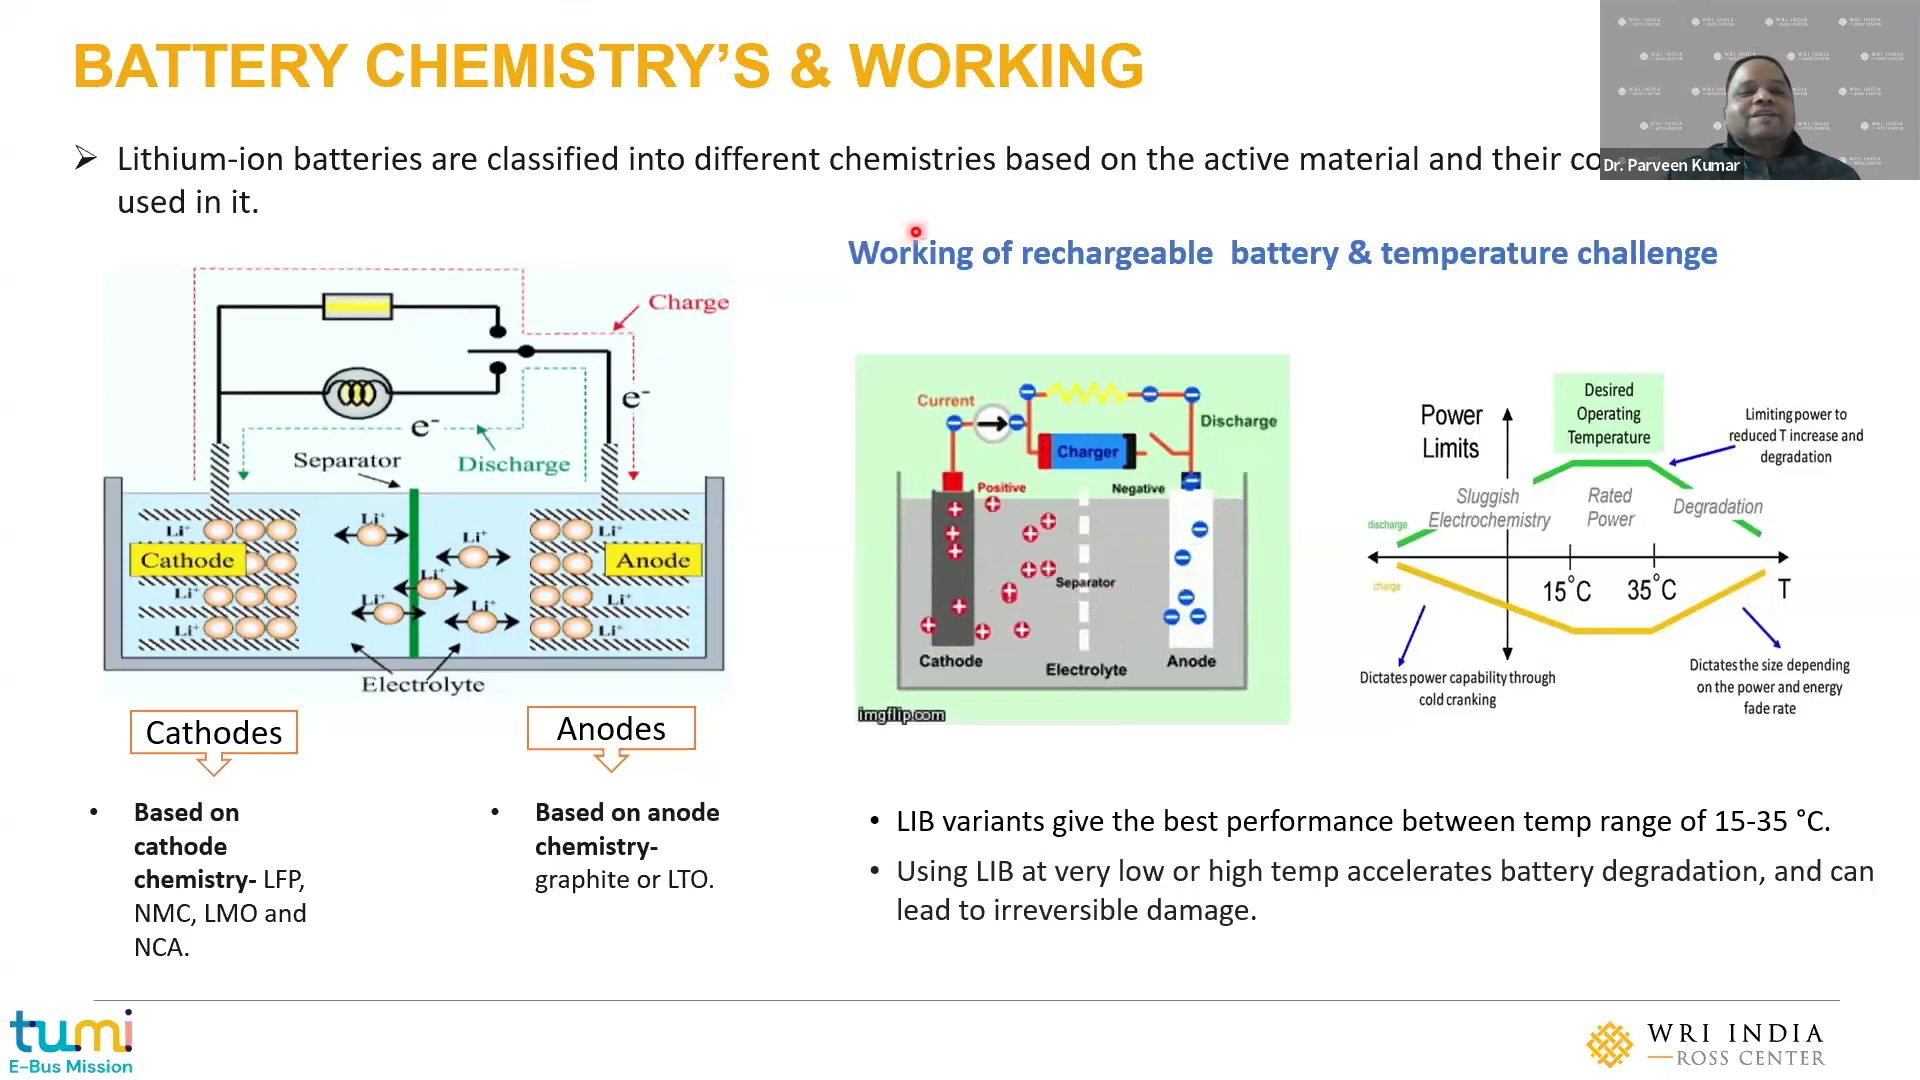 BATTERY CHEMISTRY’S & WORKING
Dr. Parveen Kumar
➢ Lithium-ion batteries are classified into different chemistries based on the active material and their
used in it.
Working of rechargeable battery & temperature challenge
Charge
e-
e-
Separator
Discharge
Li+
Li+
Li+
Li+
Li+
Li+
Li+
Li+
Li+
Li+
Li+
Cathode
Anode
Electrolyte
Current
Discharge
Charger
Positive
Negative
Separator
Cathode
Electrolyte
Anode
imgflip.com
Power
Limits
Desired
Operating
Temperature
Limiting power to
reduced T increase and
degradation
Sluggish
Electrochemistry
Rated
Power
Degradation
discharge
charge
15°C
35°C
T
Dictates power capability through
cold cranking
Dictates the size depending
on the power and energy
fade rate
Cathodes
Anodes
• Based on
cathode
chemistry- LFP,
NMC, LMO and
NCA.
• Based on anode
chemistry-
graphite or LTO.
• LIB variants give the best performance between temp range of 15-35 °C.
• Using LIB at very low or high temp accelerates battery degradation, and can
lead to irreversible damage.
tumi
E-Bus Mission
WRI INDIA
ROSS CENTER